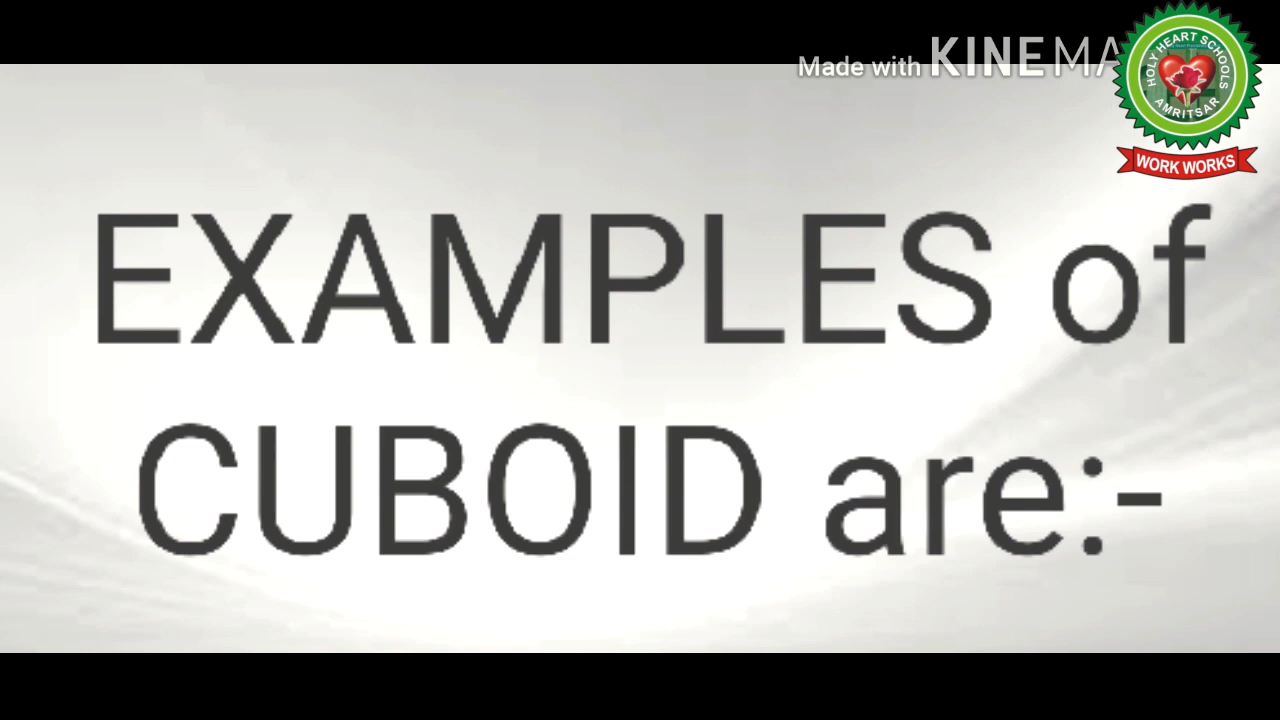 Made with KINEMA
HOLY HEART SCHOOLS
AMRITSAR
WORK WORKS
EXAMPLES of
CUBOID are:-